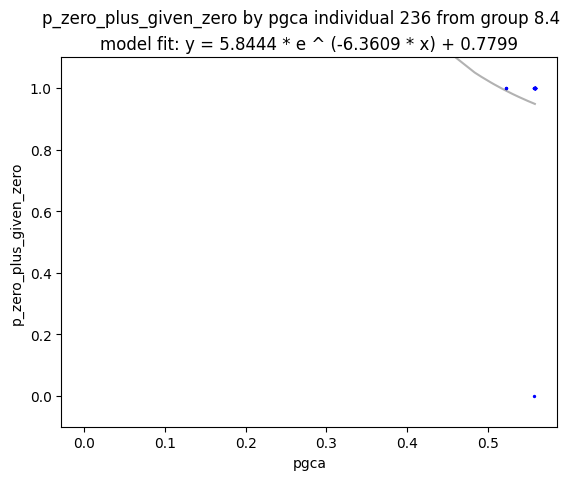 p_zero_plus_given_zero by pgca individual 236 from group 8.4
model fit: y = 5.8444 * e ^ (-6.3609 * x) + 0.7799
1.0
0.8
0.6
0.4
0.2
0.0
p_zero_plus_given_zero
0.0 0.1 0.2 0.3 0.4 0.5
pgca